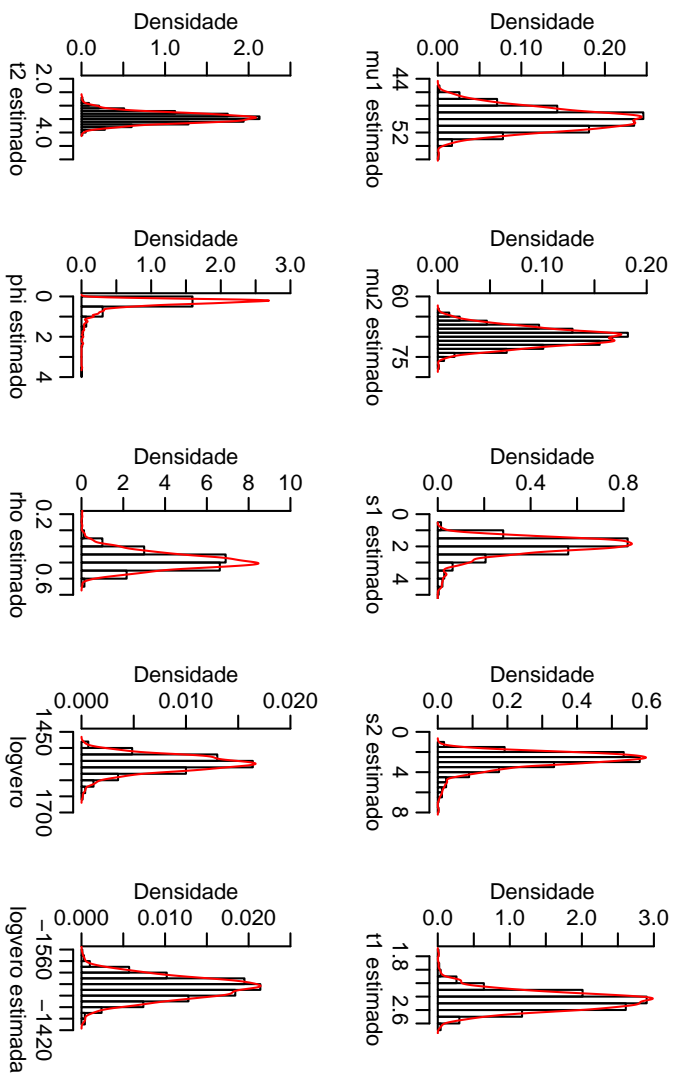 Densidade
0.00 0.10 0.20
44 52
mu1 estimado
Densidade
0.00 0.10 0.20
60 75
mu2 estimado
Densidade
0.0 0.4 0.8
0 2 4
s1 estimado
Densidade
0.0 0.2 0.4 0.6
0 4 8
s2 estimado
Densidade
0.0 1.0 2.0 3.0
1.8 2.6
t1 estimado
Densidade
0.0 1.0 2.0
2.0 4.0
t2 estimado
Densidade
0.0 1.0 2.0 3.0
0 2 4
phi estimado
Densidade
0 2 4 6 8 10
0.2 0.6
rho estimado
Densidade
0.000 0.010 0.020
1450 1700
logvero
Densidade
0.000 0.010 0.020
−1560 −1420
logvero estimada